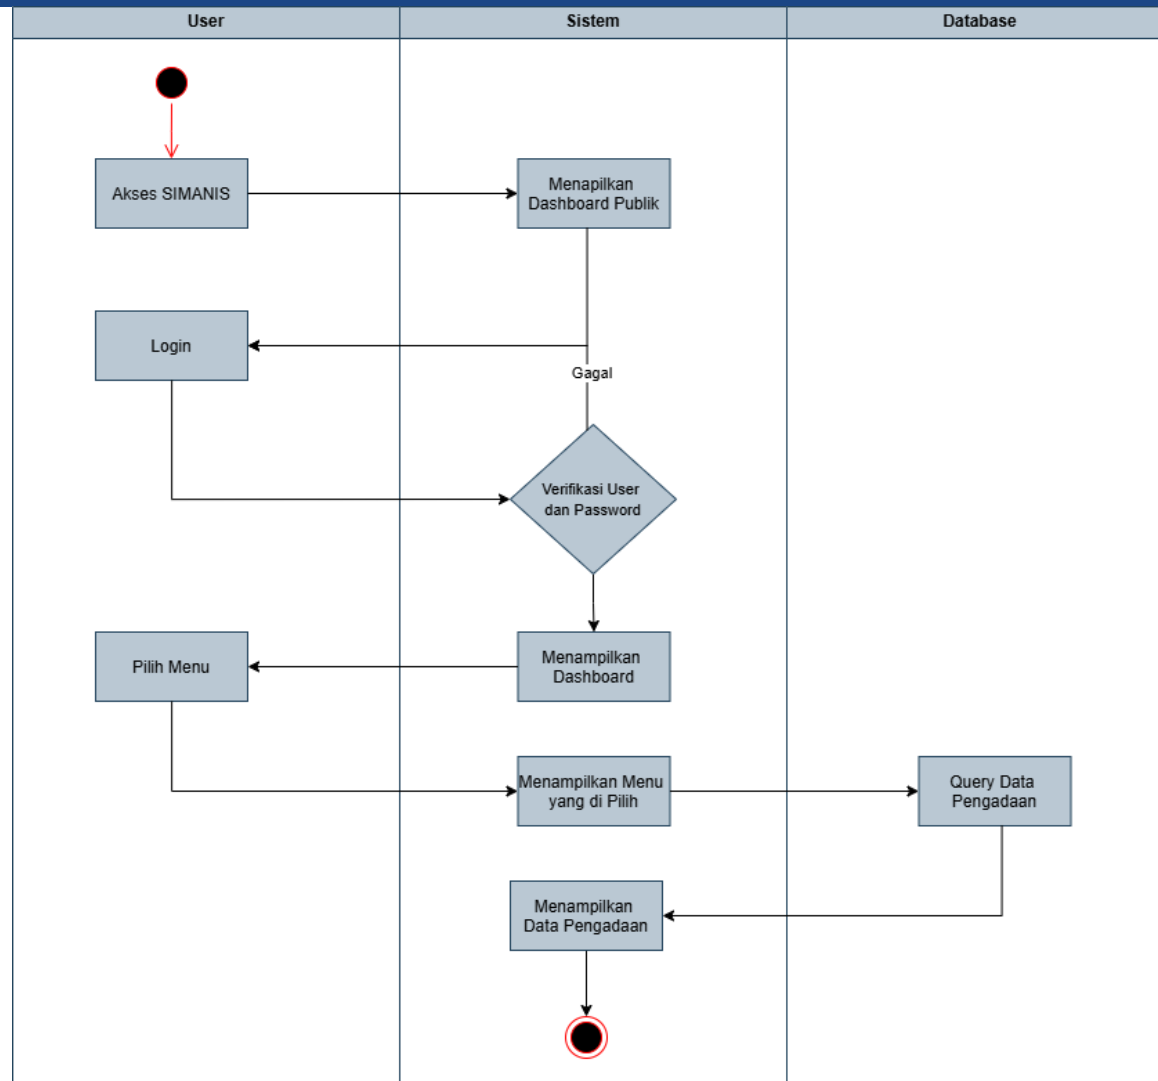 User
Sistem
Database
Akses SIMANIS
Menapilkan
Dashboard Publik
Login
Gagal
Verifikasi User
dan Password
Pilih Menu
Menampilkan
Dashboard
Menampilkan Menu
yang di Pilih
Query Data
Pengadaan
Menampilkan
Data Pengadaan